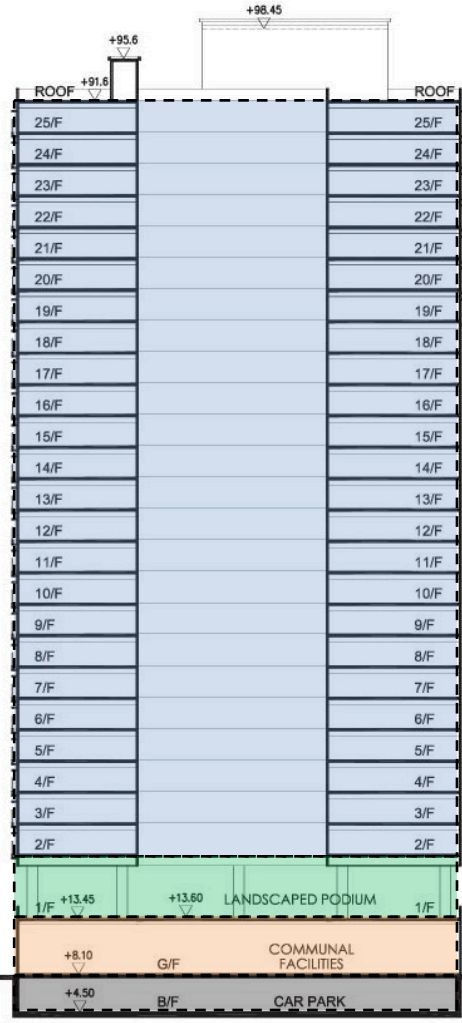 +98.45
+95.6
+91.6
ROOF ROOF
25/F 25/F
24/F 24/F
23/F 23/F
22/F 22/F
21/F 21/F
20/F 20/F
19/F 19/F
18/F 18/F
17/F 17/F
16/F 16/F
15/F 15/F
14/F 14/F
13/F 13/F
12/F 12/F
11/F 11/F
10/F 10/F
9/F 9/F
8/F 8/F
7/F 7/F
6/F 6/F
5/F 5/F
4/F 4/F
3/F 3/F
2/F 2/F
1/F +13.45 +13.60 LANDSCAPED PODIUM 1/F
+8.10 G/F COMMUNAL
FACILITIES
+4.50 B/F CAR PARK